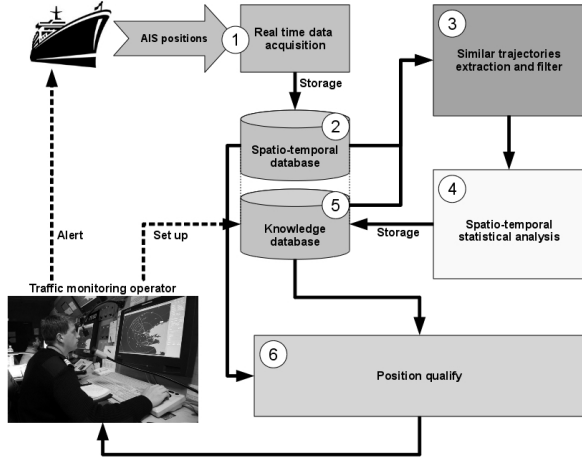 AIS positions
1
Real time data
acquisition
3
Similar trajectories
extraction and filter
Storage
2
Spatio-temporal
database
4
Spatio-temporal
statistical analysis
5
Knowledge
database
Storage
Alert
Set up
Traffic monitoring operator
6
Position qualify